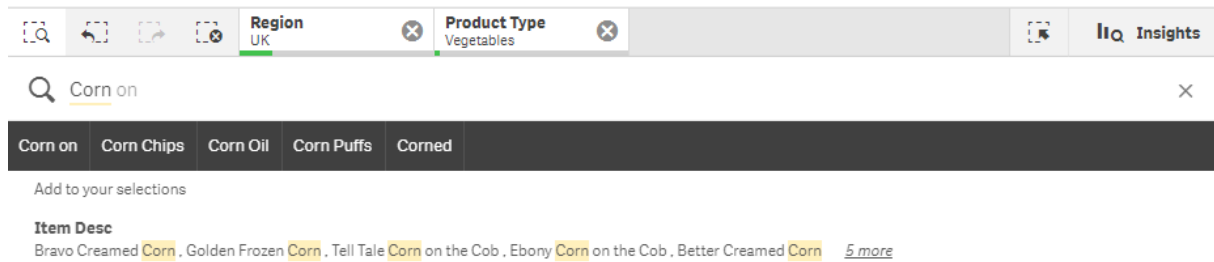 Region
UK
Product Type
Vegetables
Insights
Corn on
Corn on Corn Chips Corn Oil Corn Puffs Corned
Add to your selections
Item Desc
Bravo Creamed Corn , Golden Frozen Corn , Tell Tale Corn on the Cob , Ebony Corn on the Cob , Better Creamed Corn 5 more